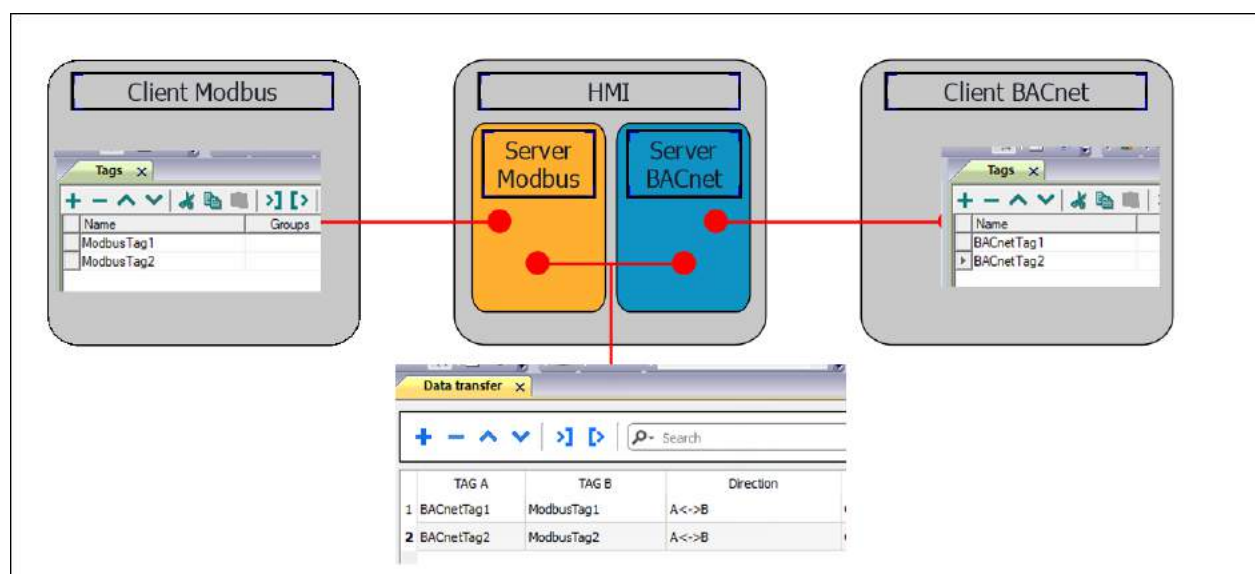 Client Modbus
HMI
Client BACnet
Server
Modbus
Server
BACnet
Tags
Name Groups
ModbusTag1
ModbusTag2
Tags
Name
BACnetTag1
BACnetTag2
Data transfer
Search
TAG A TAG B Direction
1 BACnetTag1 ModbusTag1 A<->B
2 BACnetTag2 ModbusTag2 A<->B